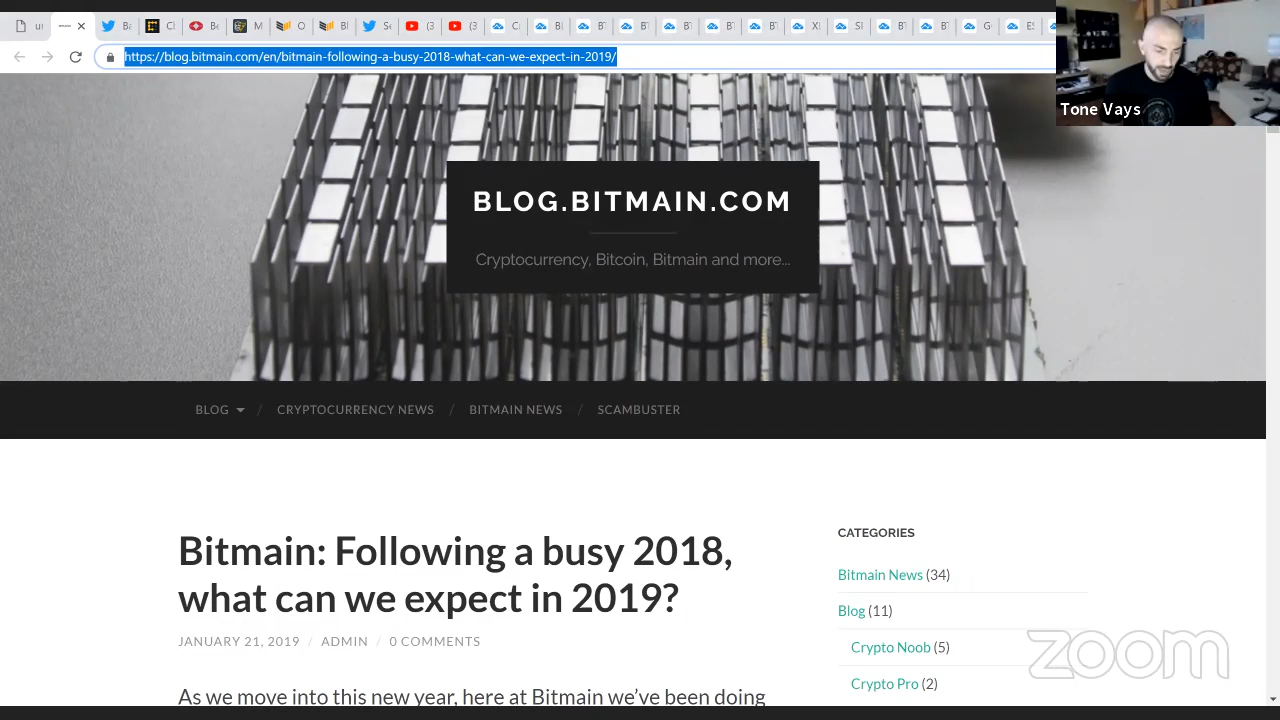 https://blog.bitmain.com/en/bitmain-following-a-busy-2018-what-can-we-expect-in-2019/
Tone Vays
BLOG.BITMAIN.COM
Cryptocurrency, Bitcoin, Bitmain and more...
BLOG / CRYPTOCURRENCY NEWS / BITMAIN NEWS / SCAMBUSTER
Bitmain: Following a busy 2018,
what can we expect in 2019?
JANUARY 21, 2019 / ADMIN / 0 COMMENTS
As we move into this new year, here at Bitmain we've been doing
CATEGORIES
Bitmain News (34)
Blog (11)
Crypto Noob (5)
Crypto Pro (2)
zoom